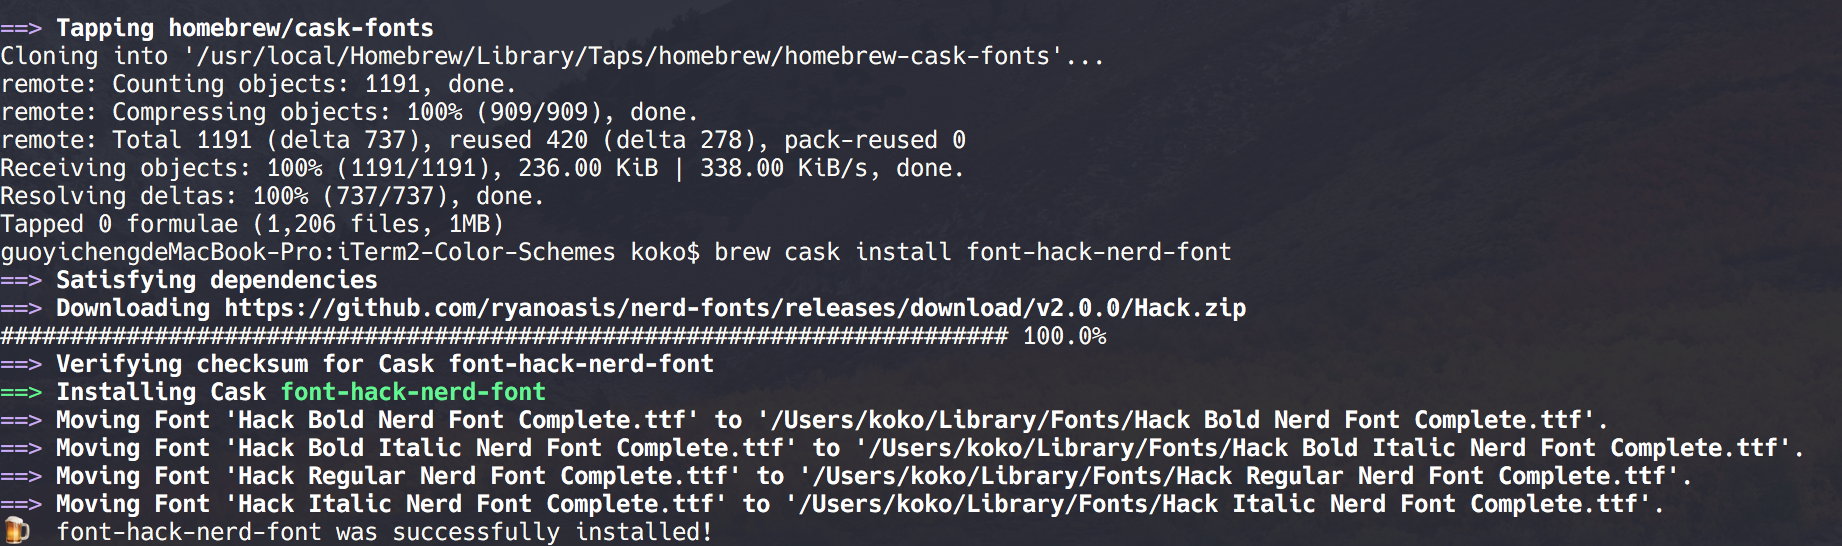 ==> Tapping homebrew/cask-fonts
Cloning into '/usr/local/Homebrew/Library/Taps/homebrew/homebrew-cask-fonts'...
remote: Counting objects: 1191, done.
remote: Compressing objects: 100% (909/909), done.
remote: Total 1191 (delta 737), reused 420 (delta 278), pack-reused 0
Receiving objects: 100% (1191/1191), 236.00 KiB | 338.00 KiB/s, done.
Resolving deltas: 100% (737/737), done.
Tapped 0 formulae (1,206 files, 1MB)
guoyichengdeMacBook-Pro:iTerm2-Color-Schemes koko$ brew cask install font-hack-nerd-font
==> Satisfying dependencies
==> Downloading https://github.com/ryanoasis/nerd-fonts/releases/download/v2.0.0/Hack.zip
######################################################################## 100.0%
==> Verifying checksum for Cask font-hack-nerd-font
==> Installing Cask font-hack-nerd-font
==> Moving Font 'Hack Bold Nerd Font Complete.ttf' to '/Users/koko/Library/Fonts/Hack Bold Nerd Font Complete.ttf'.
==> Moving Font 'Hack Bold Italic Nerd Font Complete.ttf' to '/Users/koko/Library/Fonts/Hack Bold Italic Nerd Font Complete.ttf'.
==> Moving Font 'Hack Regular Nerd Font Complete.ttf' to '/Users/koko/Library/Fonts/Hack Regular Nerd Font Complete.ttf'.
==> Moving Font 'Hack Italic Nerd Font Complete.ttf' to '/Users/koko/Library/Fonts/Hack Italic Nerd Font Complete.ttf'.
🍺 font-hack-nerd-font was successfully installed!